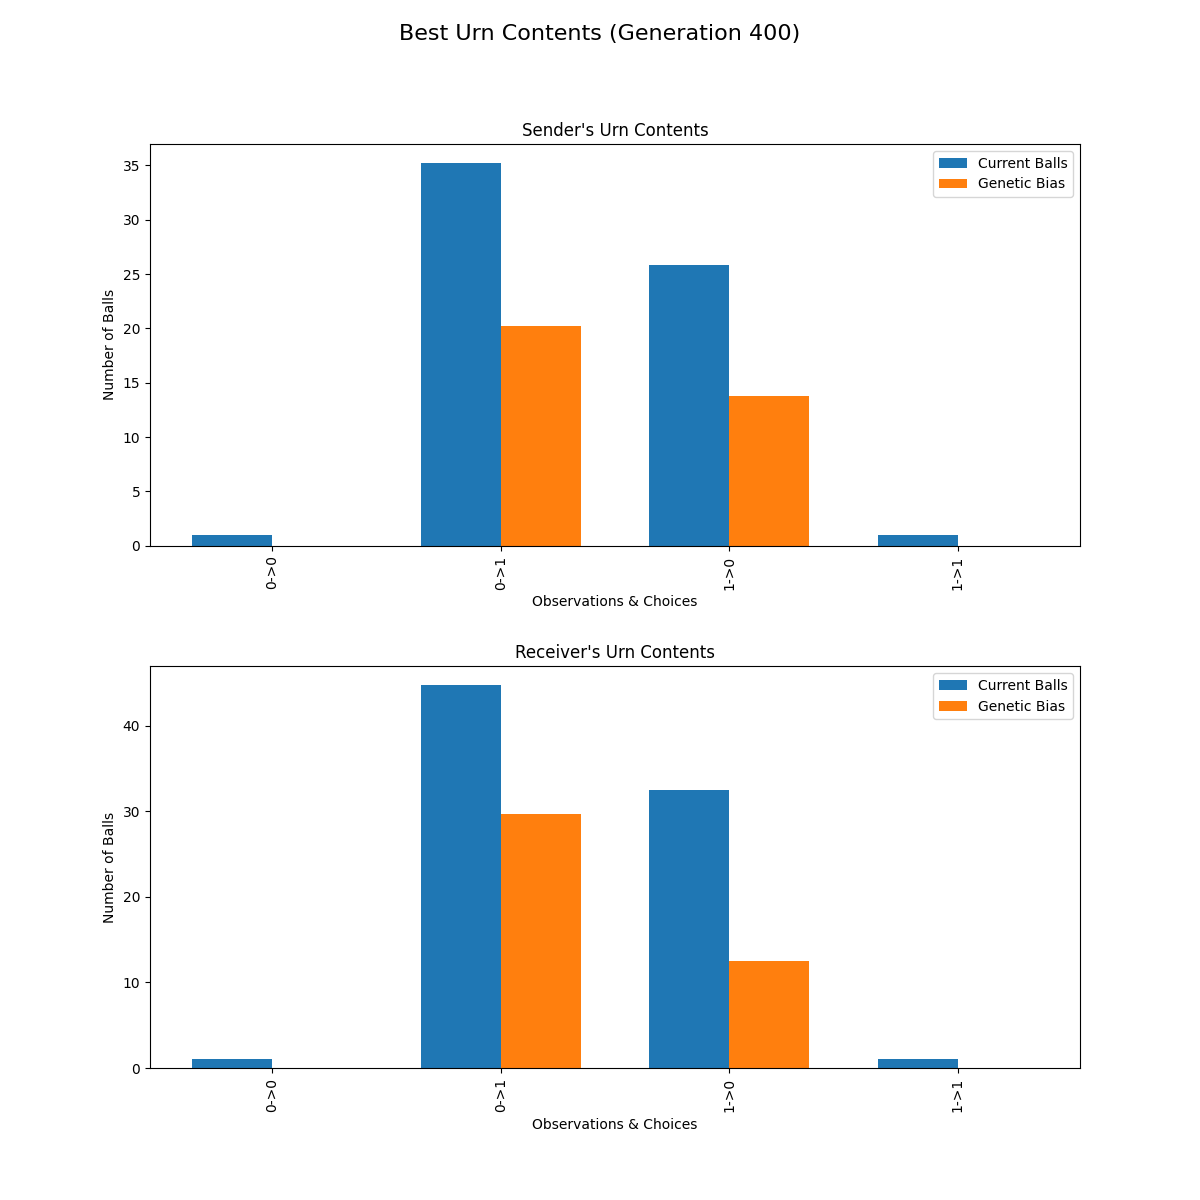 Best Urn Contents (Generation 400)
Sender's Urn Contents
Current Balls
Genetic Bias
Number of Balls
35
30
25
20
15
10
5
0
0->0
0->1
1->0
1->1
Observations & Choices
Receiver's Urn Contents
Current Balls
Genetic Bias
Number of Balls
40
30
20
10
0
0->0
0->1
1->0
1->1
Observations & Choices